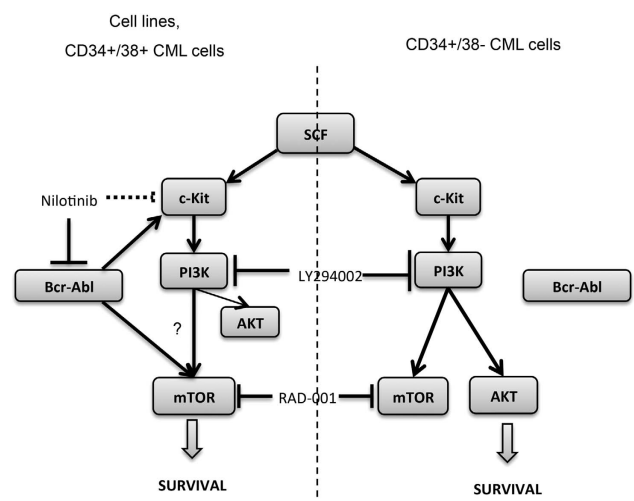 Cell lines,
CD34+/38+ CML cells
CD34+/38- CML cells
SCF
Nilotinib
c-Kit
c-Kit
Bcr-Abl
PI3K
LY294002
PI3K
Bcr-Abl
AKT
?
mTOR
RAD-001
mTOR
AKT
SURVIVAL
SURVIVAL